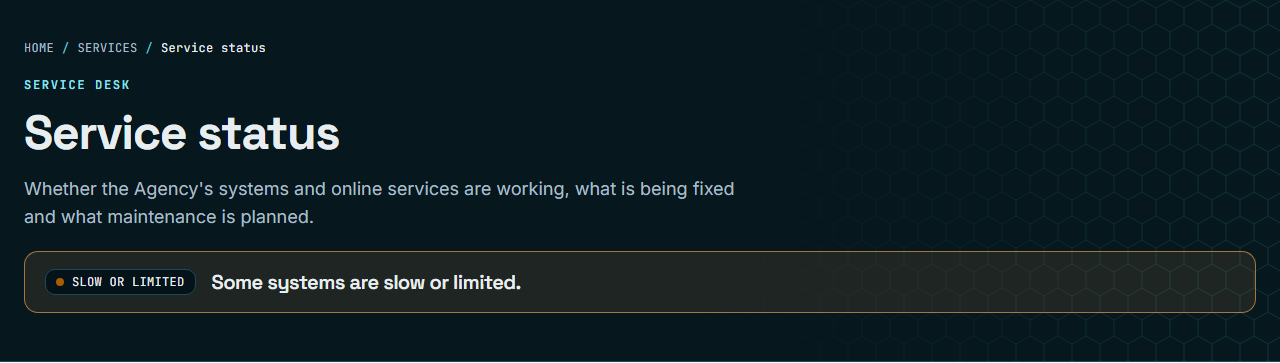 HOME / SERVICES / Service status
SERVICE DESK
Service status
Whether the Agency's systems and online services are working, what is being fixed
and what maintenance is planned.
SLOW OR LIMITED Some systems are slow or limited.